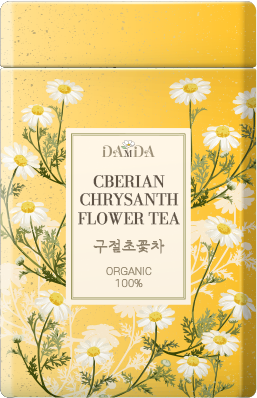 DAMDA
CBERIAN
CHRYSANTH
FLOWER TEA
구절초꽃차
ORGANIC
100%